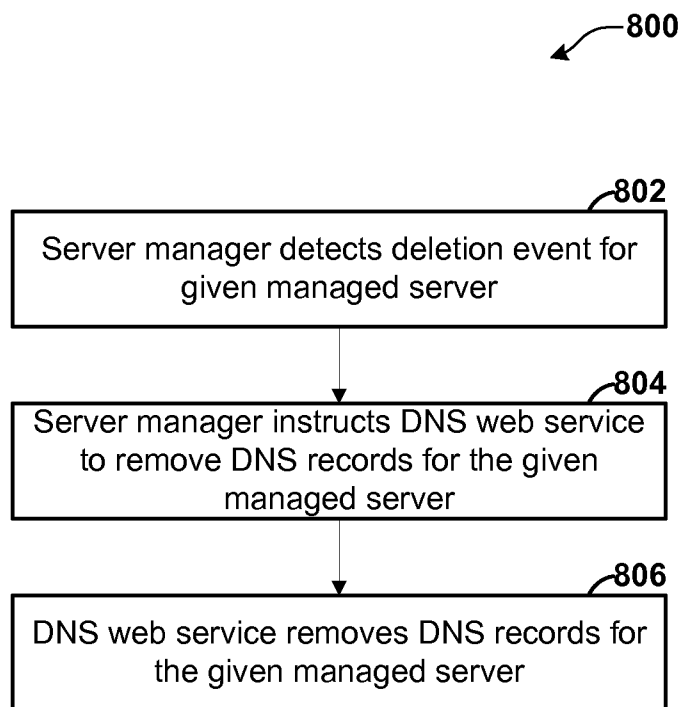 800
802
Server manager detects deletion event for
given managed server
804
Server manager instructs DNS web service
to remove DNS records for the given
managed server
806
DNS web service removes DNS records for
the given managed server